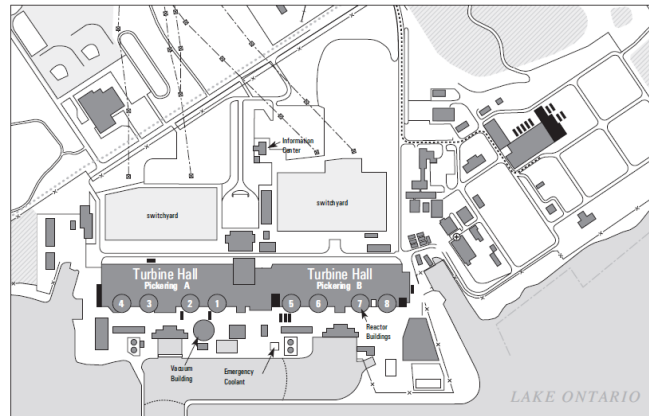 Information
Center
switchyard
switchyard
Turbine Hall
Pickering A
Turbine Hall
Pickering B
4 3 2 1 5 6 7 8
Reactor
Buildings
Vacuum
Building
Emergency
Coolant
LAKE ONTARIO